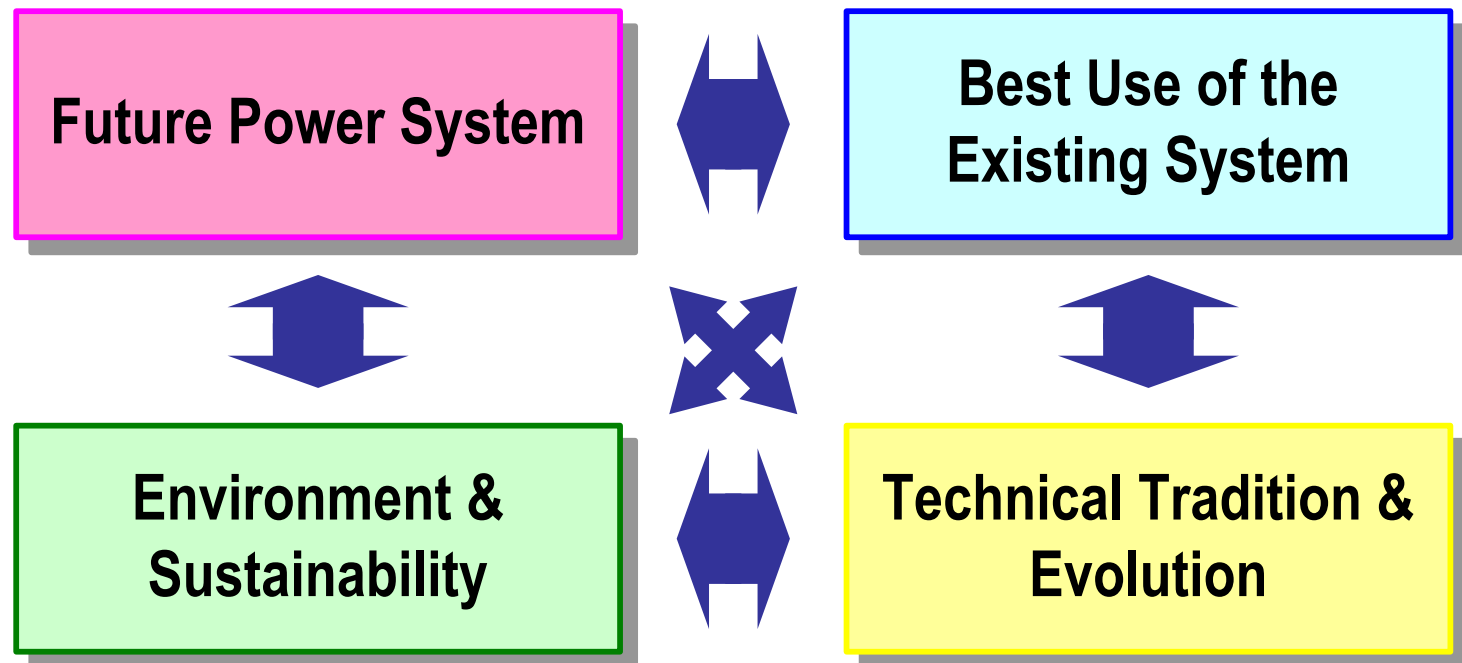 Future Power System
Best Use of the
Existing System
Environment &
Sustainability
Technical Tradition &
Evolution